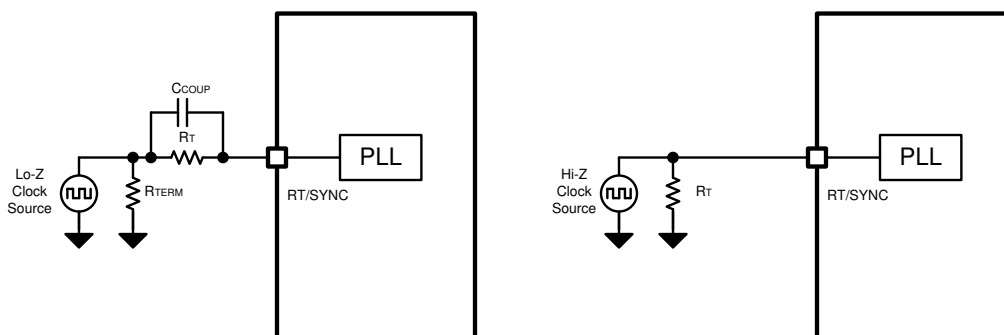 CCOUP
RT
PLL
Lo-Z
Clock
Source
RTERM
RT/SYNC
PLL
Hi-Z
Clock
Source
RT
RT/SYNC